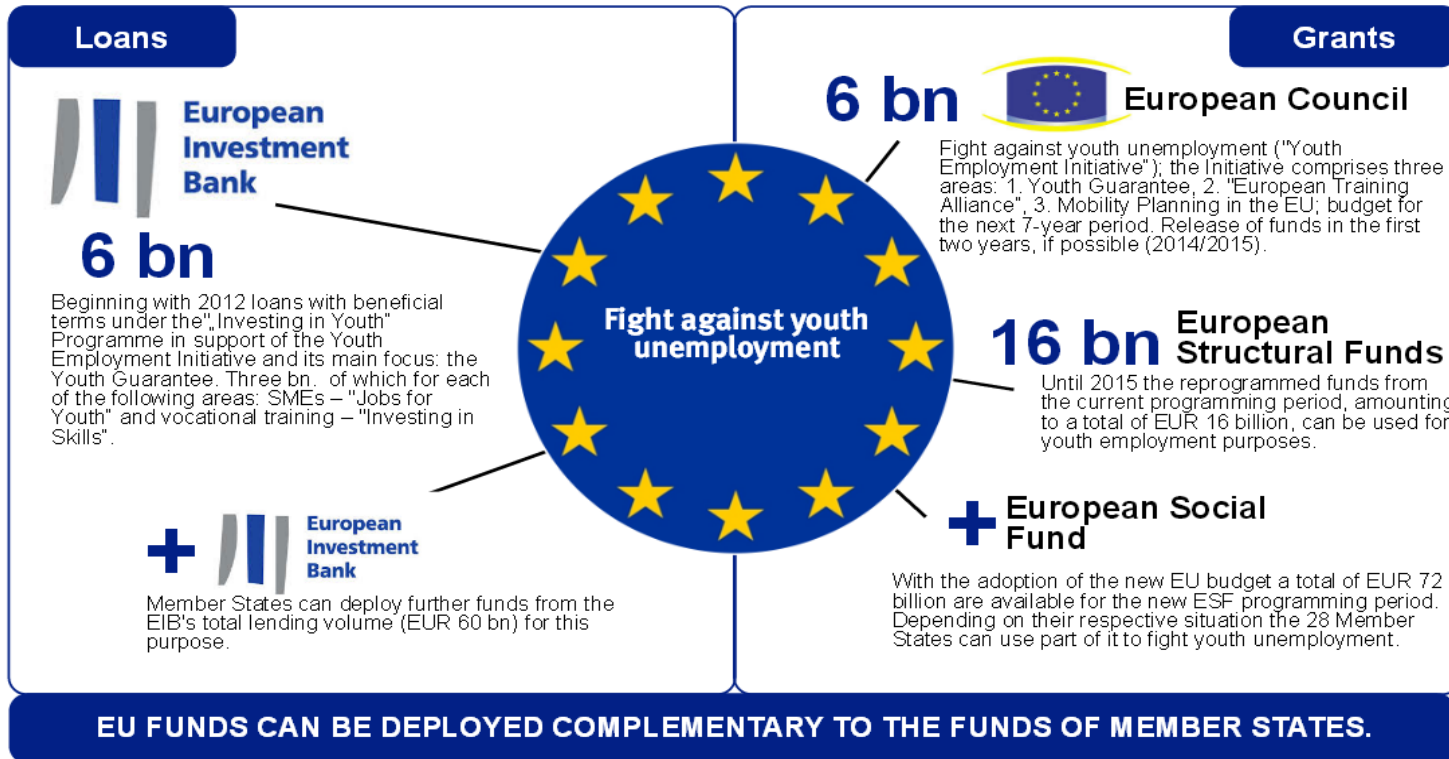 Loans
European
Investment
Bank
6 bn
Beginning with 2012 loans with beneficial
terms under the"„Investing in Youth"
Programme in support of the Youth
Employment Initiative and its main focus: the
Youth Guarantee. Three bn. of which for each
of the following areas: SMEs – "Jobs for
Youth" and vocational training – "Investing in
Skills".
+ European
Investment
Bank
Member States can deploy further funds from the
EIB's total lending volume (EUR 60 bn) for this
purpose.
Fight against youth
unemployment
Grants
6 bn European Council
Fight against youth unemployment ("Youth
Employment Initiative"); the Initiative comprises three
areas: 1. Youth Guarantee, 2. "European Training
Alliance", 3. Mobility Planning in the EU; budget for
the next 7-year period. Release of funds in the first
two years, if possible (2014/2015).
16 bn European
Structural Funds
Until 2015 the reprogrammed funds from
the current programming period, amounting
to a total of EUR 16 billion, can be used for
youth employment purposes.
+ European Social
Fund
With the adoption of the new EU budget a total of EUR 72
billion are available for the new ESF programming period.
Depending on their respective situation the 28 Member
States can use part of it to fight youth unemployment.
EU FUNDS CAN BE DEPLOYED COMPLEMENTARY TO THE FUNDS OF MEMBER STATES.